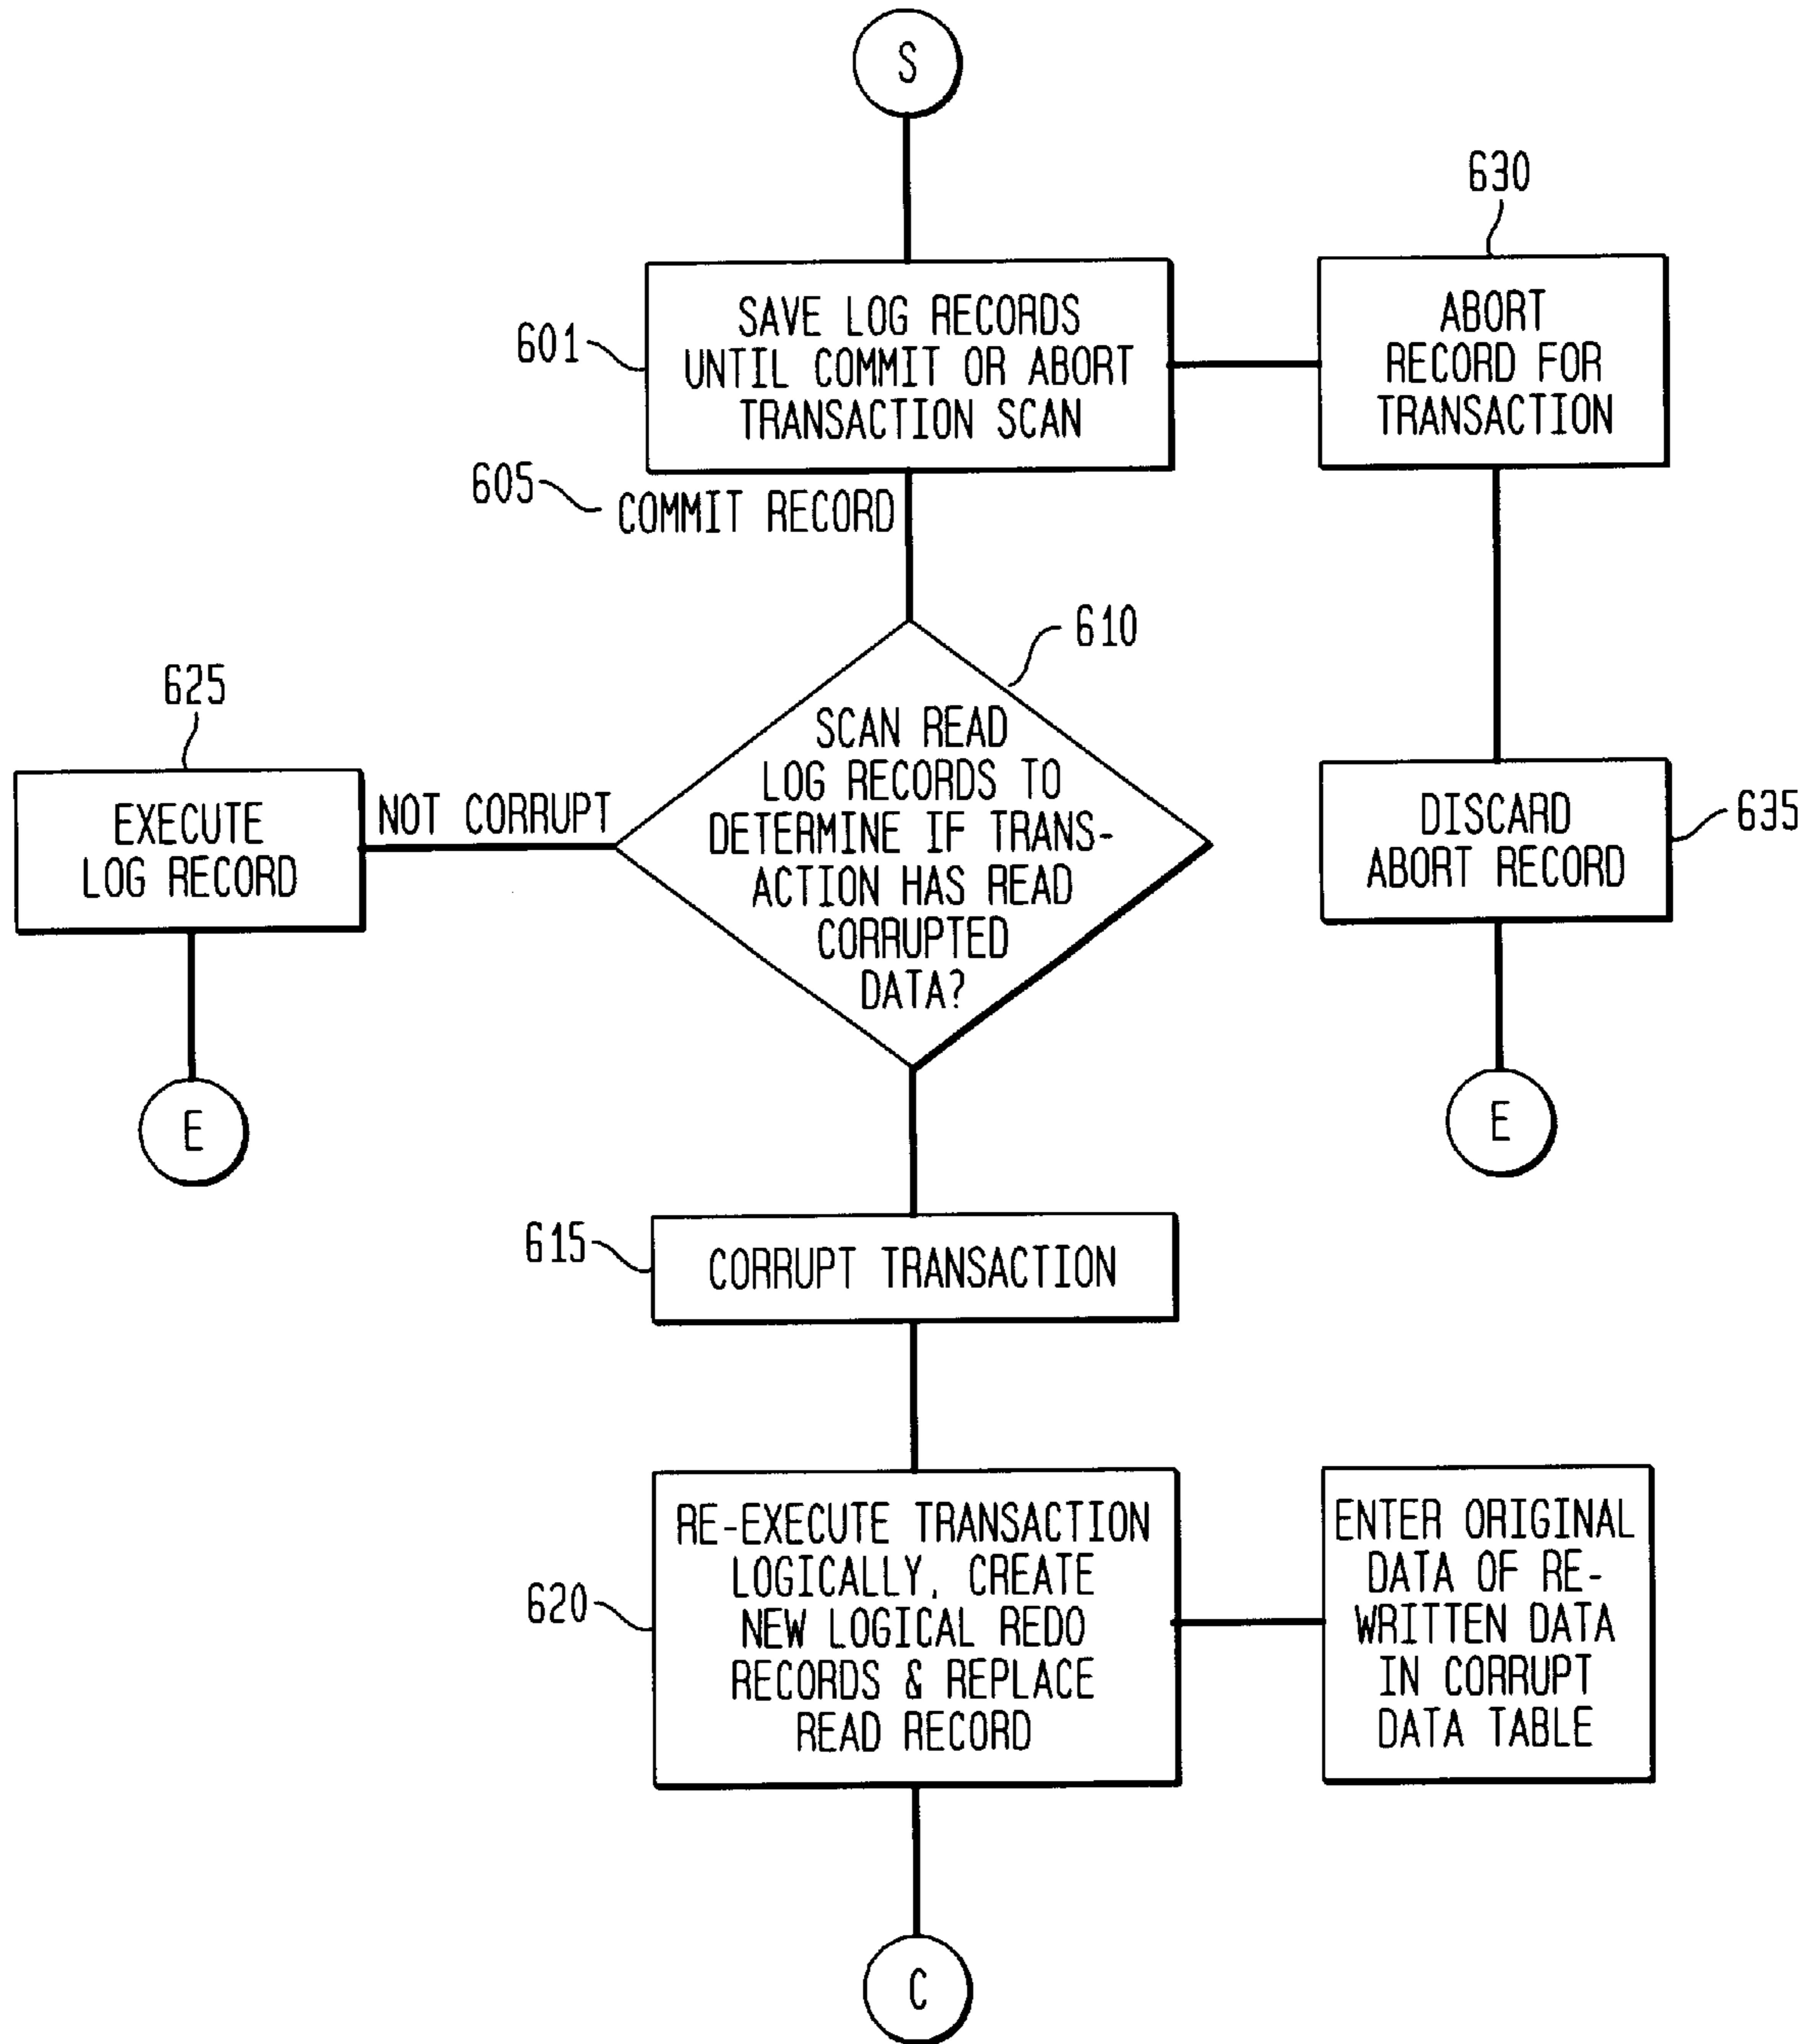 S
630
601
SAVE LOG RECORDS
UNTIL COMMIT OR ABORT
TRANSACTION SCAN
ABORT
RECORD FOR
TRANSACTION
605
COMMIT RECORD
610
625
SCAN READ
LOG RECORDS TO
DETERMINE IF TRANS-
ACTION HAS READ
CORRUPTED
DATA?
EXECUTE
LOG RECORD
NOT CORRUPT
DISCARD
ABORT RECORD
635
E
E
615
CORRUPT TRANSACTION
620
RE-EXECUTE TRANSACTION
LOGICALLY, CREATE
NEW LOGICAL REDO
RECORDS & REPLACE
READ RECORD
ENTER ORIGINAL
DATA OF RE-
WRITTEN DATA
IN CORRUPT
DATA TABLE
C